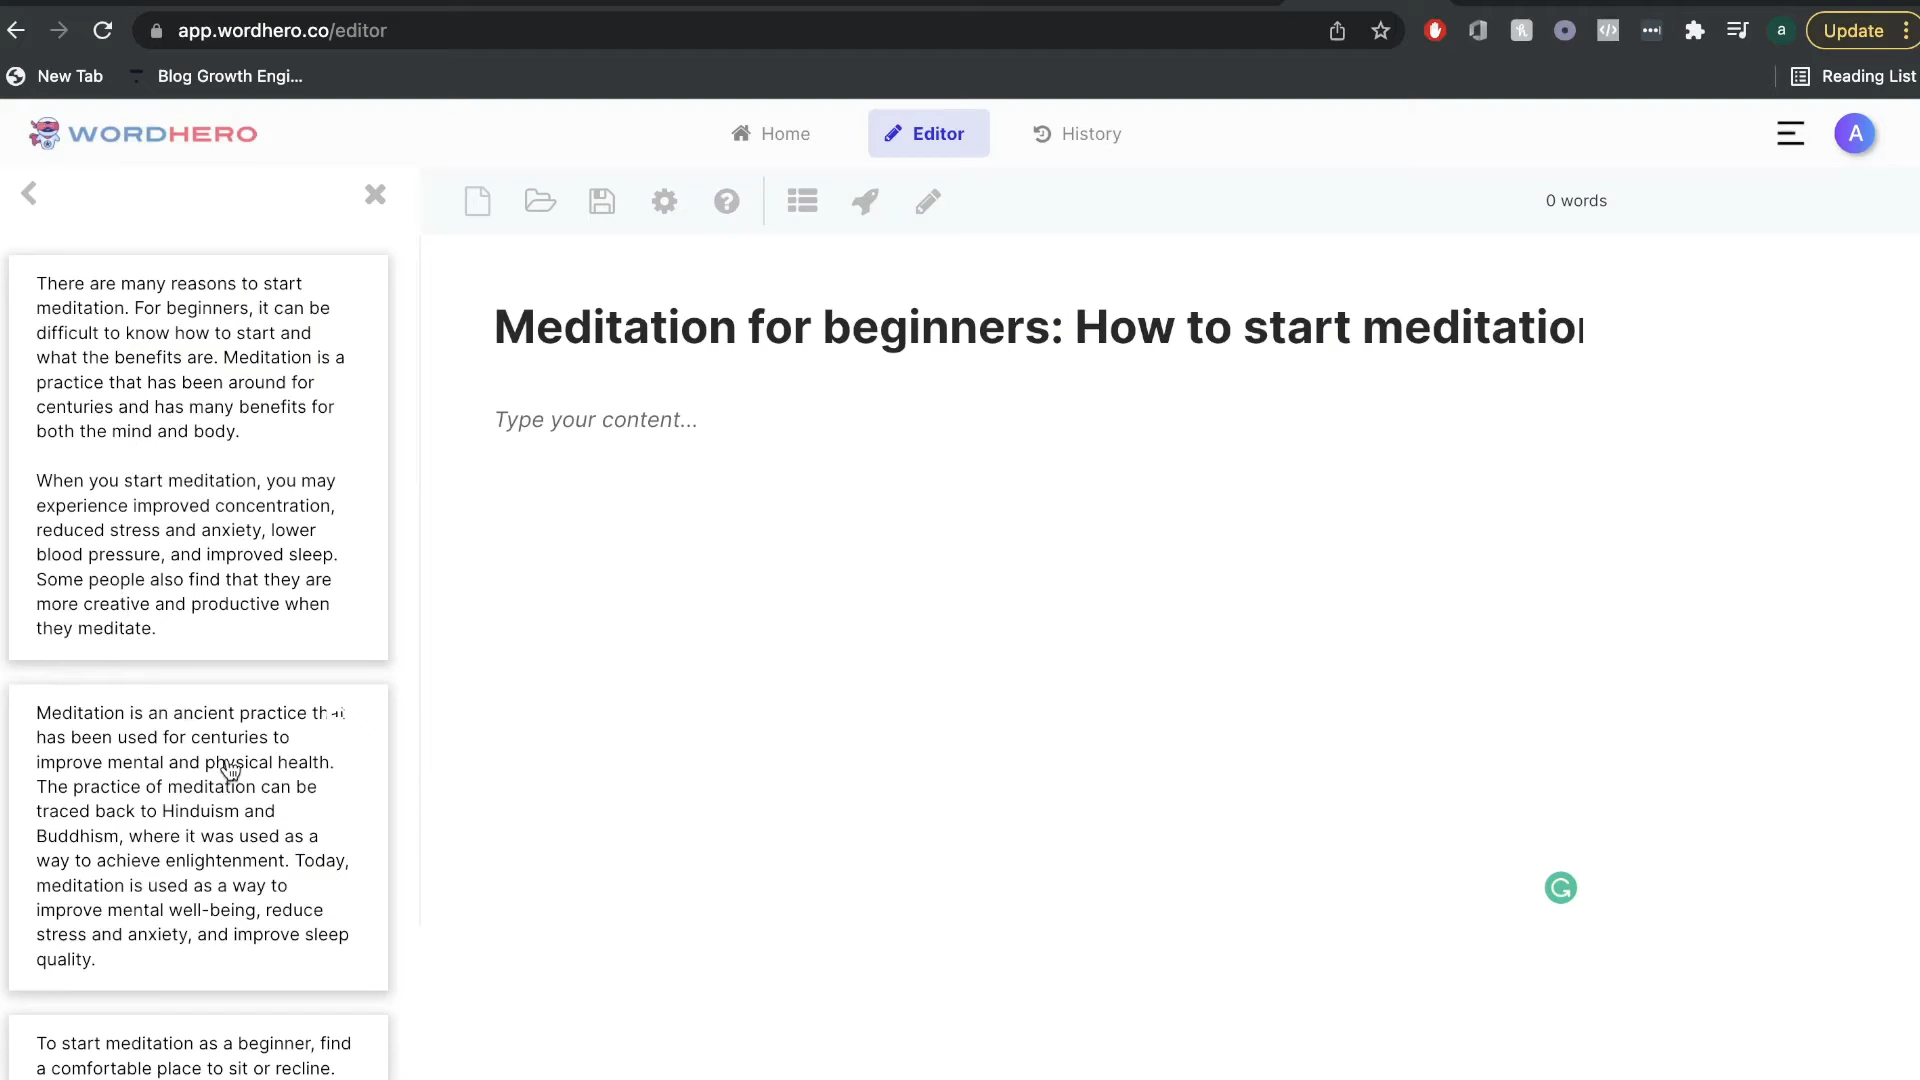 app.wordhero.co/editor
a
Update
New Tab
Blog Growth Engi...
Reading List
WORDHERO
Home
Editor
History
A
0 words
There are many reasons to start
meditation. For beginners, it can be
difficult to know how to start and
what the benefits are. Meditation is a
practice that has been around for
centuries and has many benefits for
both the mind and body.
When you start meditation, you may
experience improved concentration,
reduced stress and anxiety, lower
blood pressure, and improved sleep.
Some people also find that they are
more creative and productive when
they meditate.
Meditation is an ancient practice that
has been used for centuries to
improve mental and physical health.
The practice of meditation can be
traced back to Hinduism and
Buddhism, where it was used as a
way to achieve enlightenment. Today,
meditation is used as a way to
improve mental well-being, reduce
stress and anxiety, and improve sleep
quality.
To start meditation as a beginner, find
a comfortable place to sit or recline.
Meditation for beginners: How to start meditation
Type your content...